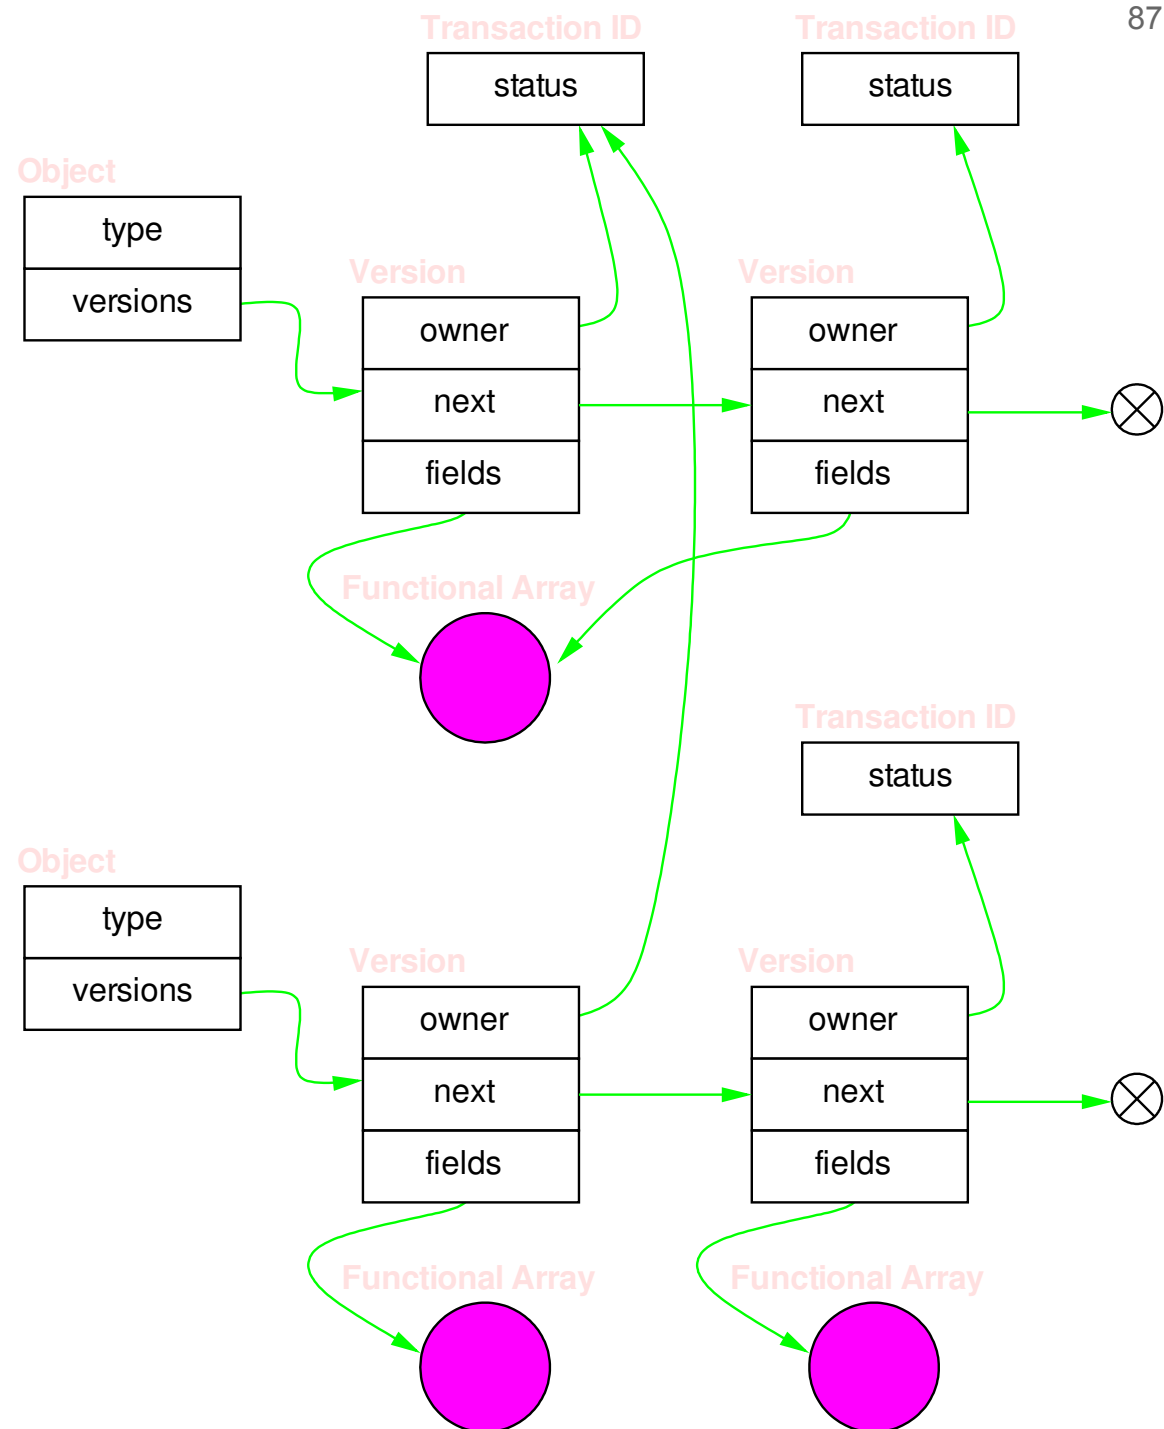 87
Transaction ID
Transaction ID
status
status
Object
type
versions
Version
Version
owner
owner
next
next
fields
fields
Functional Array
Transaction ID
status
Object
type
versions
Version
Version
owner
owner
next
next
fields
fields
Functional Array
Functional Array